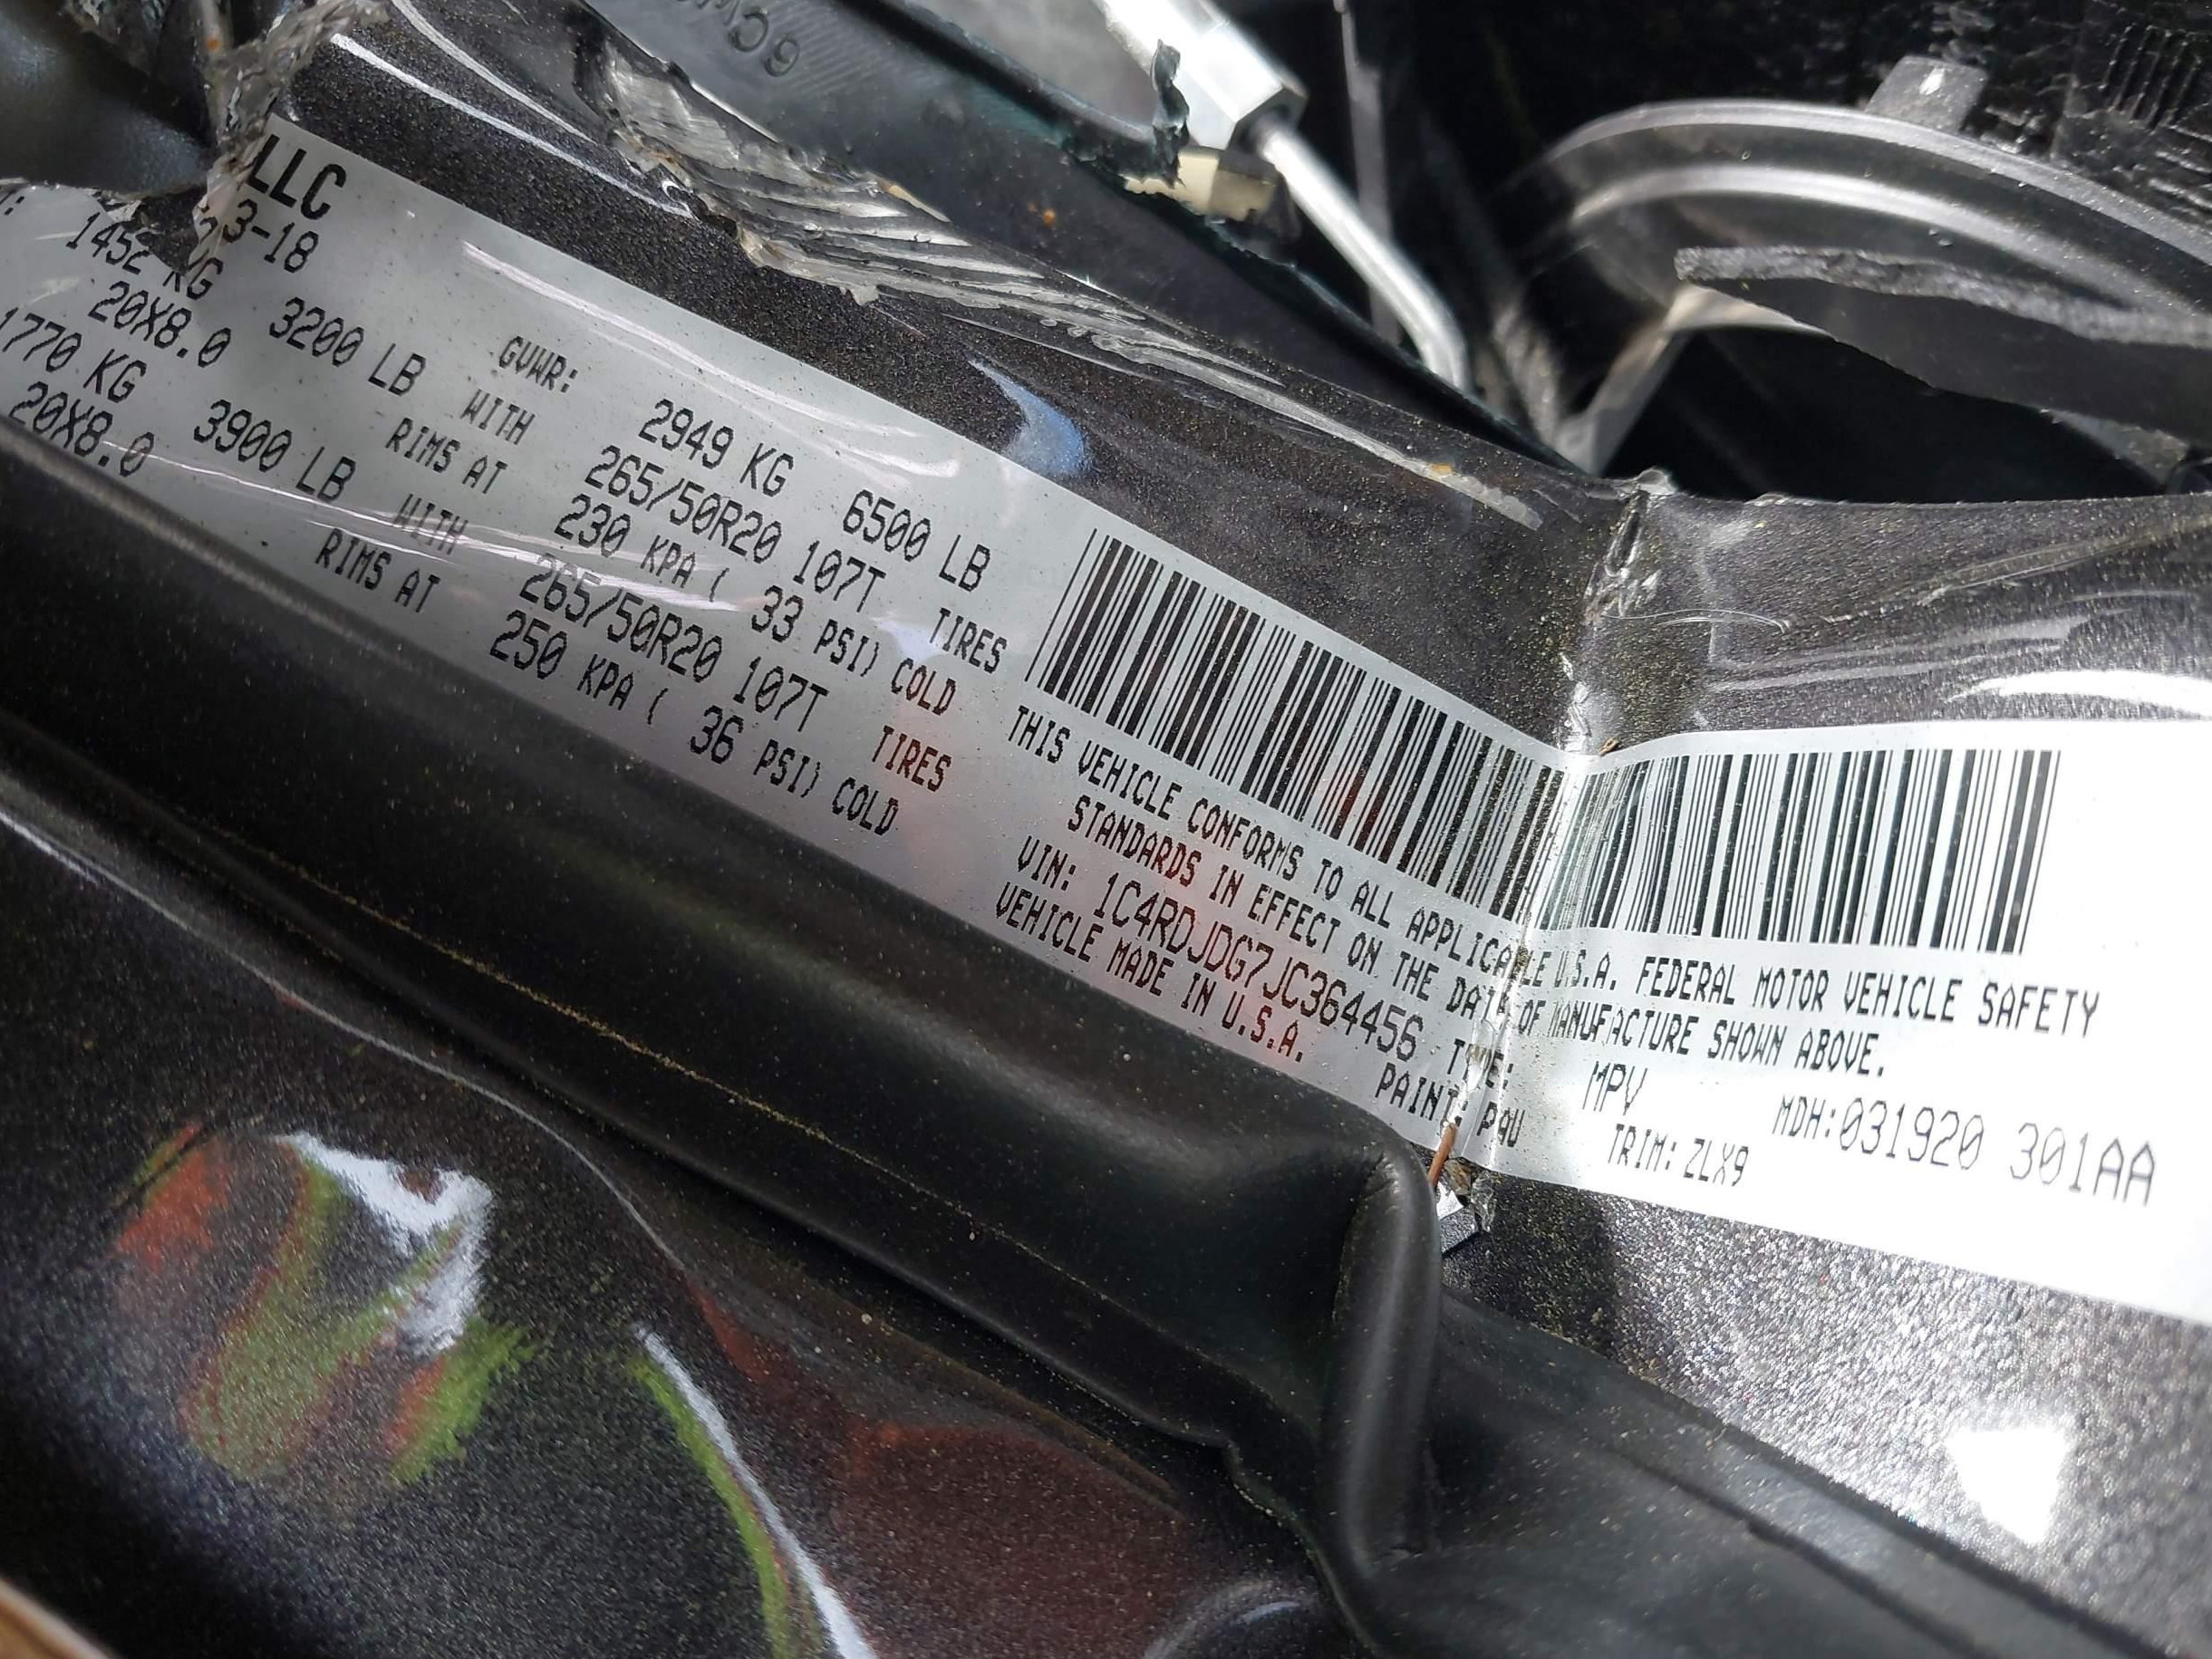 LLC
3-18
1452 KG 3200 LB GVWR: 2949 KG 6500 LB
20X8.0 WITH 265/50R20 107T TIRES
RIMS AT 230 KPA ( 33 PSI) COLD
1770 KG 3900 LB WITH 265/50R20 107T TIRES
20X8.0 RIMS AT 250 KPA ( 36 PSI) COLD
THIS VEHICLE CONFORMS TO ALL APPLICABLE U.S.A. FEDERAL MOTOR VEHICLE SAFETY
STANDARDS IN EFFECT ON THE DATE OF MANUFACTURE SHOWN ABOVE.
VIN: 1C4RDJDG7JC364456 TYPE: MPV MDH:031920 301AA
VEHICLE MADE IN U.S.A. PAINT: PAU TRIM: ZLX9